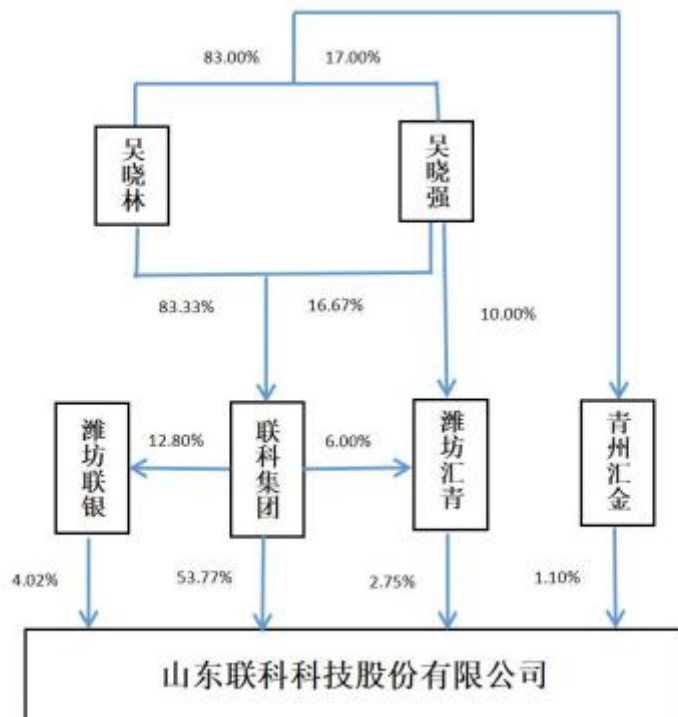 83.00% 17.00%
吴晓林
吴晓强
83.33% 16.67% 10.00%
潍坊联银
12.80%
联科集团
6.00%
潍坊汇青
青州汇金
4.02% 53.77% 2.75% 1.10%
山东联科科技股份有限公司